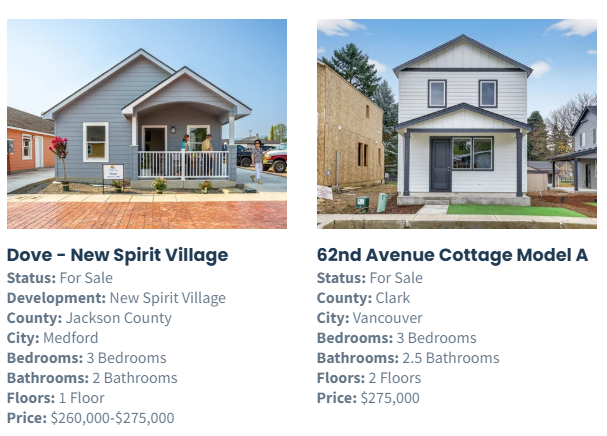 Dove - New Spirit Village
Status: For Sale
Development: New Spirit Village
County: Jackson County
City: Medford
Bedrooms: 3 Bedrooms
Bathrooms: 2 Bathrooms
Floors: 1 Floor
Price: $260,000-$275,000
62nd Avenue Cottage Model A
Status: For Sale
County: Clark
City: Vancouver
Bedrooms: 3 Bedrooms
Bathrooms: 2.5 Bathrooms
Floors: 2 Floors
Price: $275,000